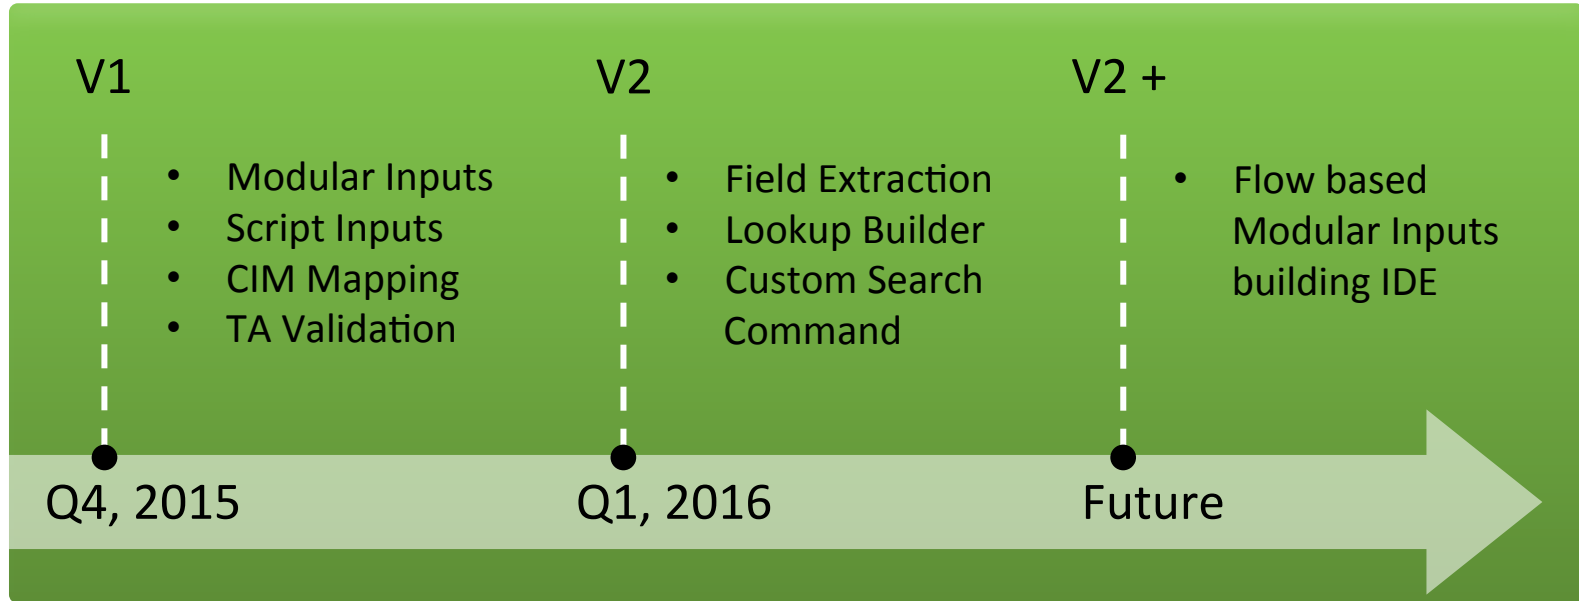 V1
• Modular Inputs
• Script Inputs
• CIM Mapping
• TA Validation
Q4, 2015
V2
• Field Extraction
• Lookup Builder
• Custom Search
Command
Q1, 2016
V2 +
• Flow based
Modular Inputs
building IDE
Future